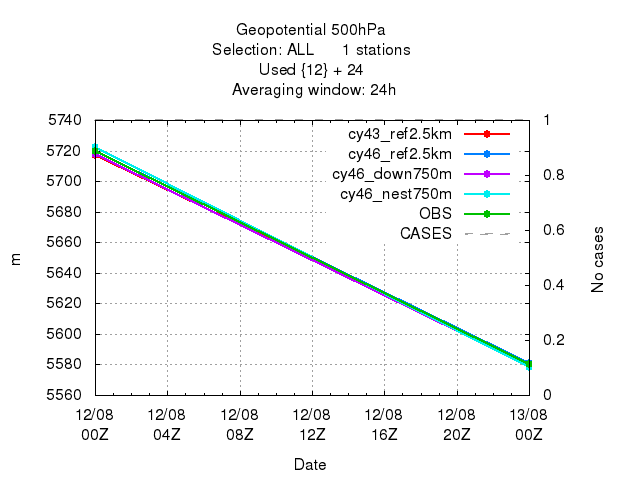 Geopotential 500hPa
Selection: ALL      1 stations
Used {12} + 24
Averaging window: 24h
5740
5720
5700
5680
5660
5640
5620
5600
5580
5560
m
1
0.8
0.6
0.4
0.2
0
No cases
cy43_ref2.5km
cy46_ref2.5km
cy46_down750m
cy46_nest750m
OBS
CASES
12/08 12/08 12/08 12/08 12/08 12/08 13/08
00Z 04Z 08Z 12Z 16Z 20Z 00Z
Date